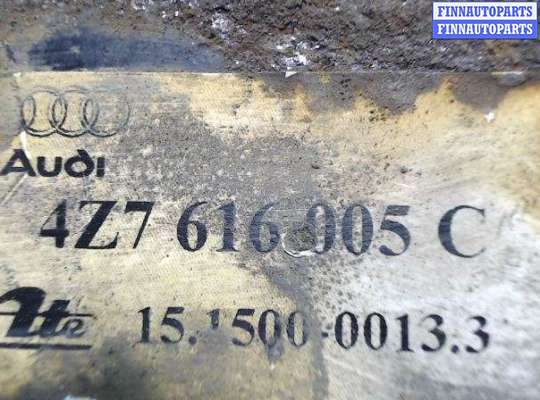 FINNAUTOPARTS
FINNAUTOPARTS
Audi
4Z7 616 005 C
Ate 15.1500-0013.3